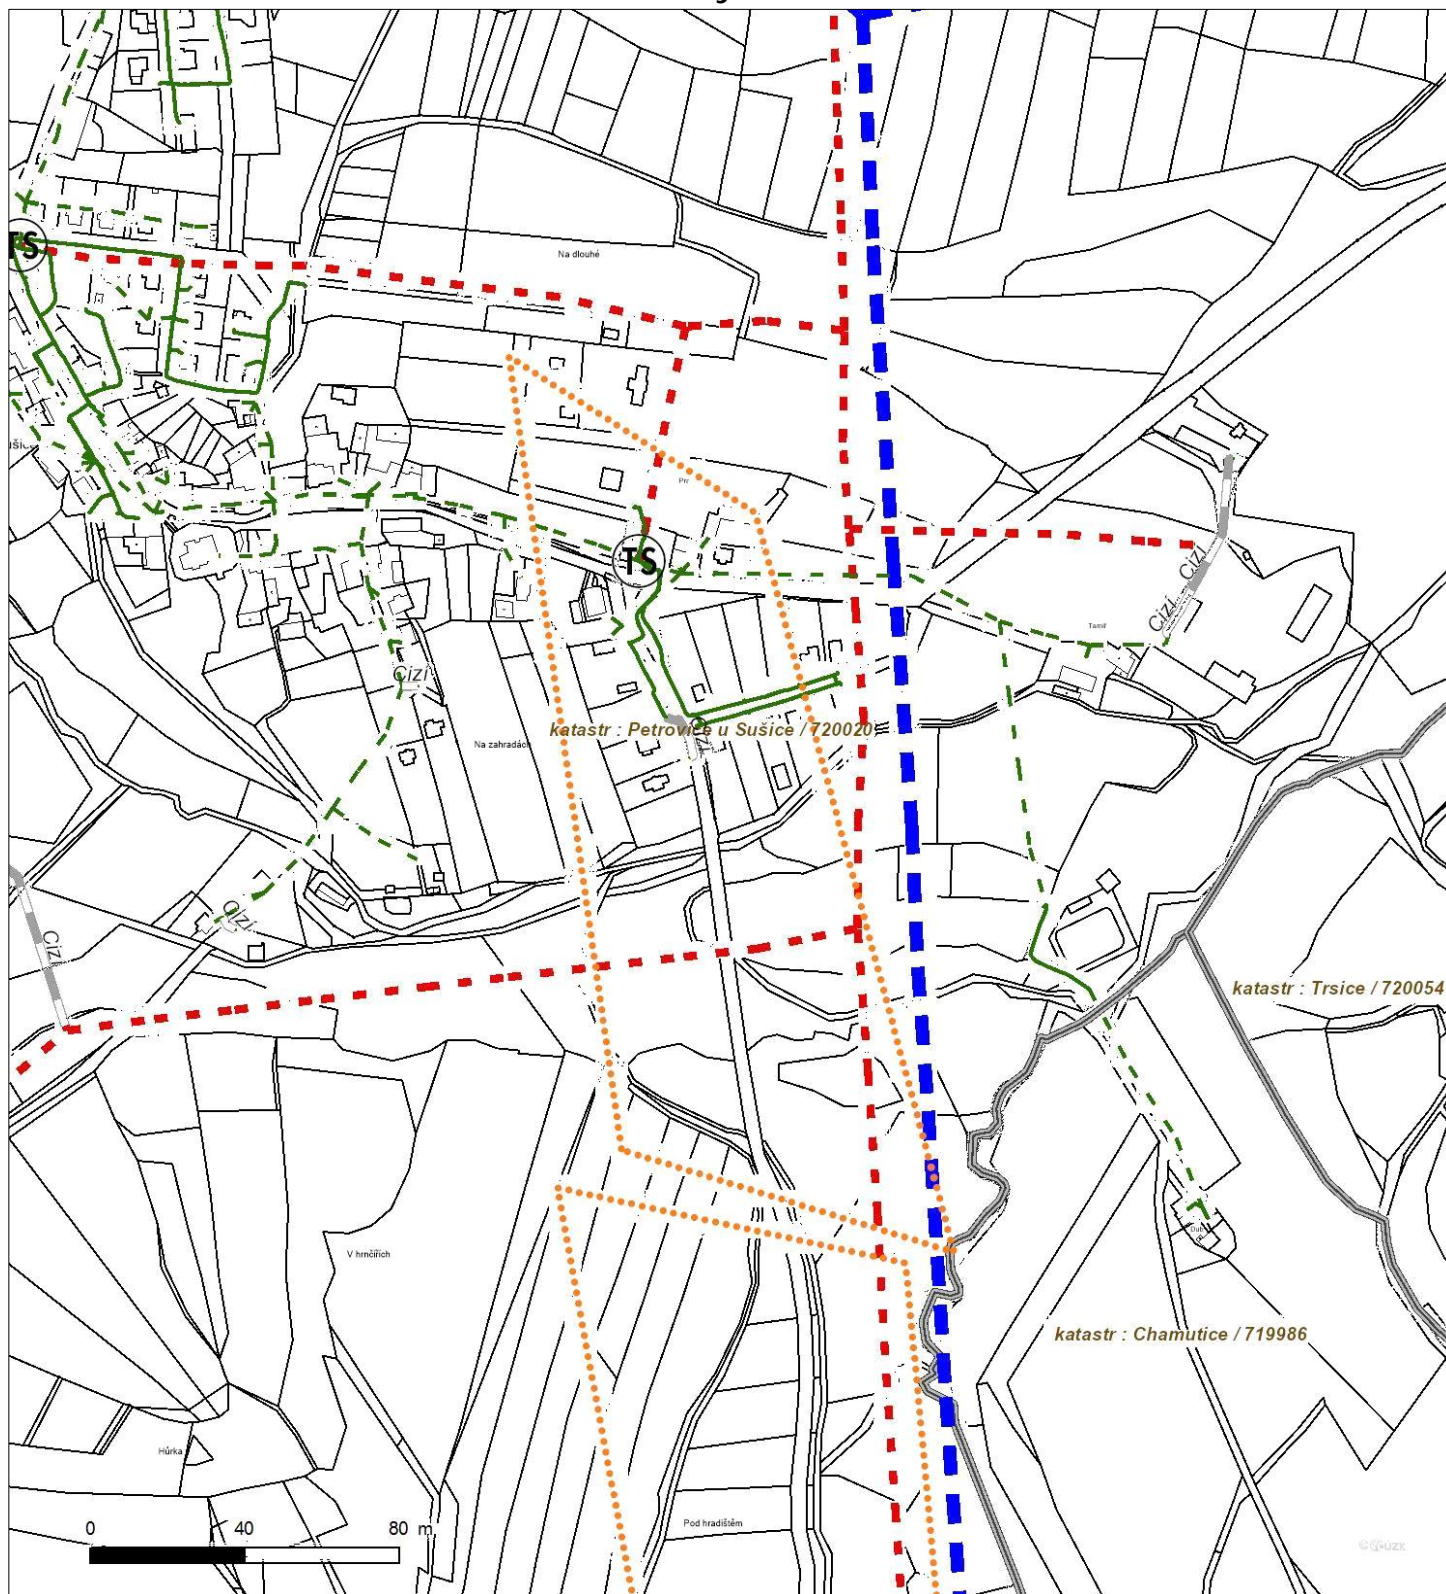 TS
Na dlouhé
TS
Cizí
Cizí
Cizí
katastr : Petrovice u Sušice / 720020
Na zahradách
Cizí
Cizí
katastr : Trsice / 720054
V hrnčířích
katastr : Chamutice / 719986
Hůrka
Pod hradištěm
0 40 80 m